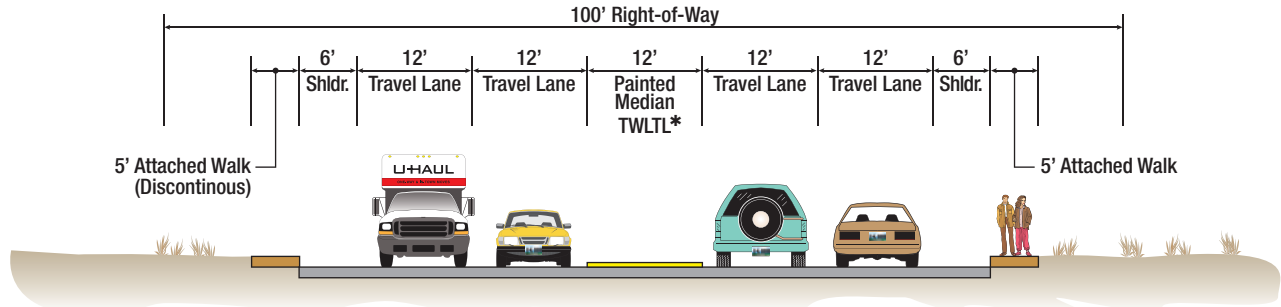 100’ Right-of-Way
6’ 12’ 12’ 12’ 12’ 12’ 6’
Shldr. Travel Lane Travel Lane Painted Travel Lane Travel Lane Shldr.
Median
TWLTL*
5’ Attached Walk
(Discontinous)
5’ Attached Walk
U-HAUL